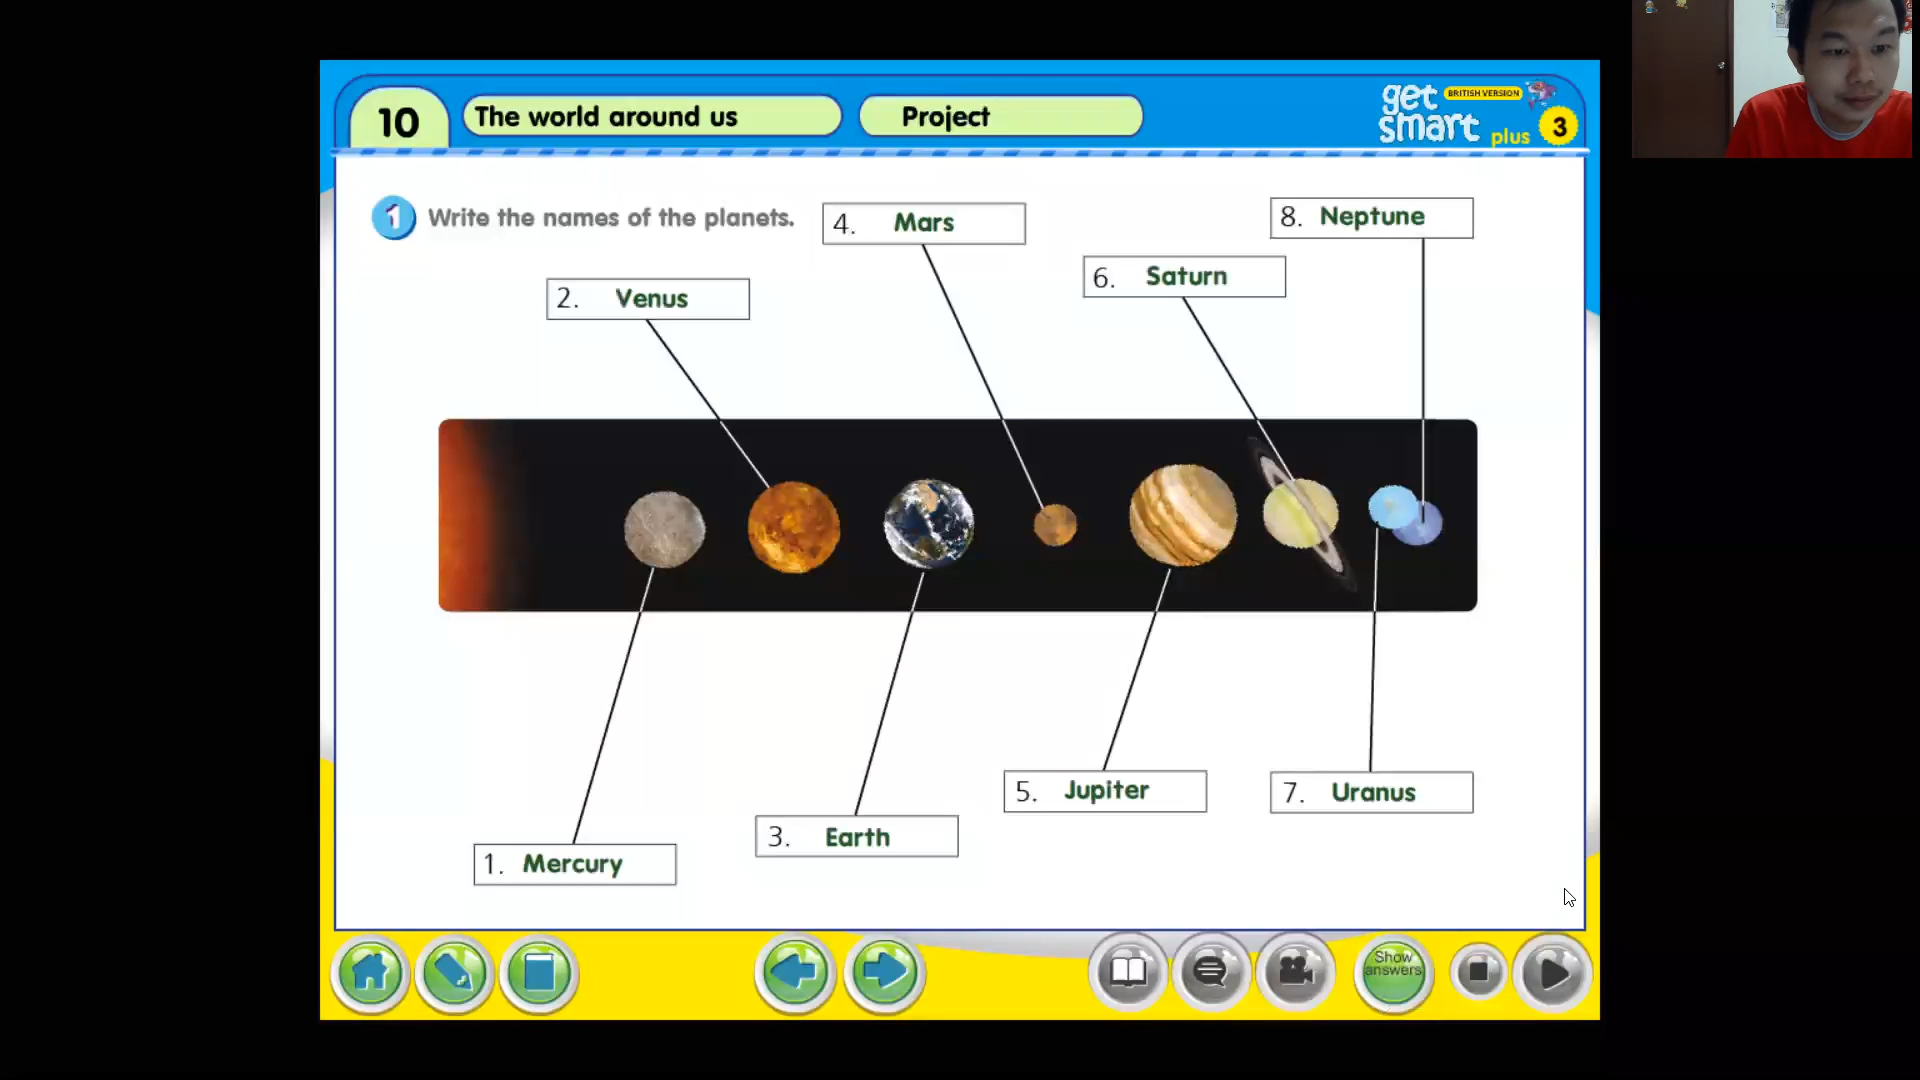 10
The world around us
Project
get
smart
BRITISH VERSION
plus
3
1
Write the names of the planets.
4. Mars
8. Neptune
2. Venus
6. Saturn
5. Jupiter
7. Uranus
3. Earth
1. Mercury
Show
answers